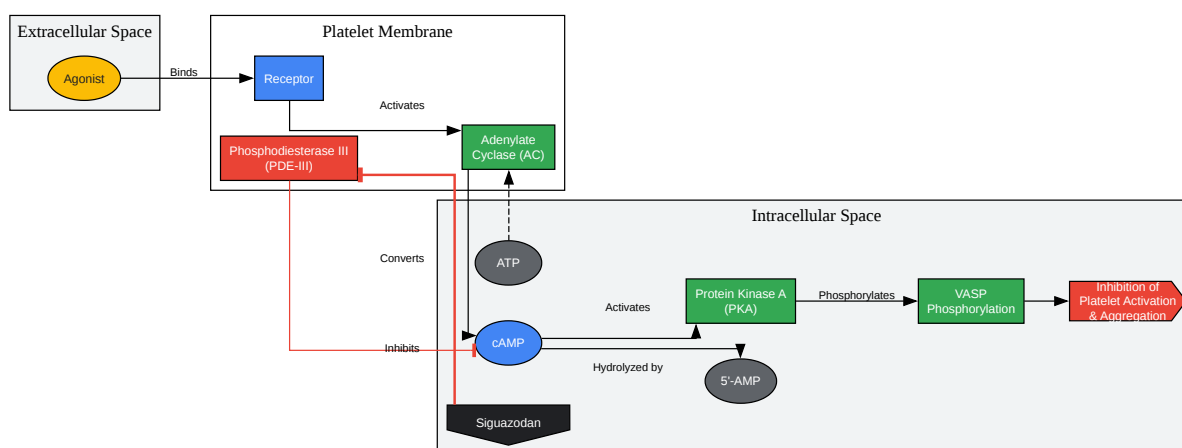 Extracellular Space
Platelet Membrane
Agonist
Binds
Receptor
Activates
Phosphodiesterase III
(PDE-III)
Adenylate
Cyclase (AC)
Intracellular Space
Converts
ATP
Protein Kinase A
(PKA)
Phosphorylates
VASP
Phosphorylation
Inhibition of
Platelet Activation
& Aggregation
Activates
Inhibits
cAMP
Hydrolyzed by
5'-AMP
Siguazodan